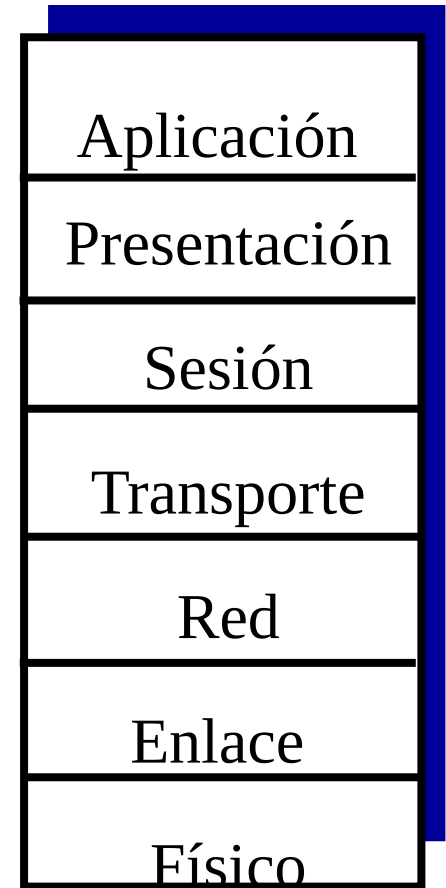 Aplicación
Presentación
Sesión
Transporte
Red
Enlace
Físico